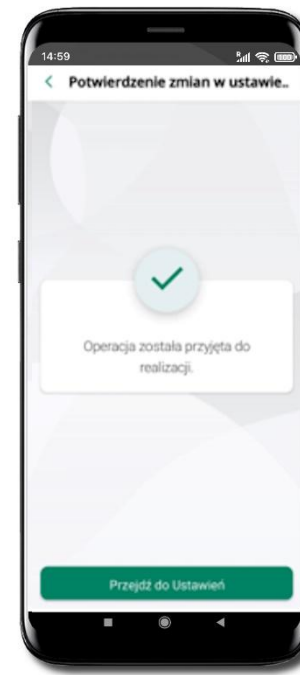 14:59
Potwierdzenie zmian w ustawie..
Operacja została przyjęta do
realizacji.
Przejdź do Ustawień